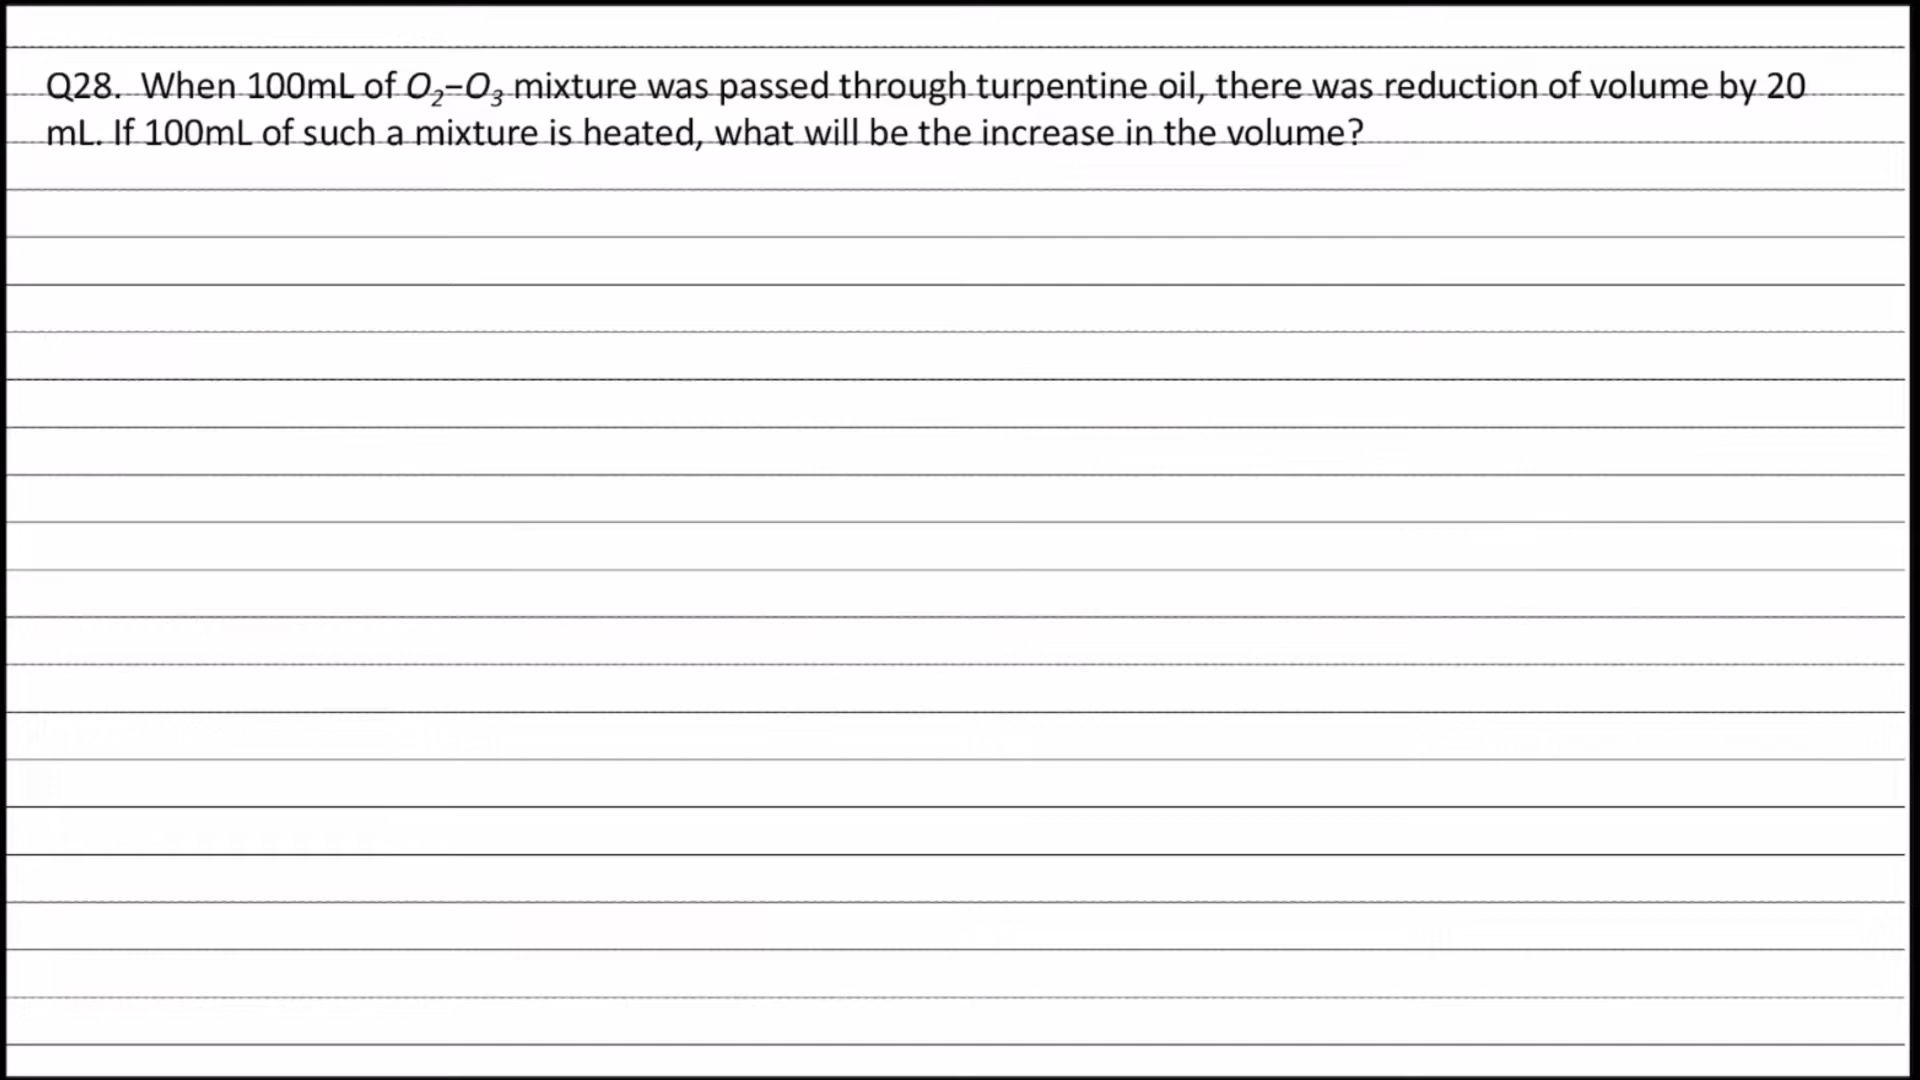 Q28. When 100mL of O₂–O₃ mixture was passed through turpentine oil, there was reduction of volume by 20
mL. If 100mL of such a mixture is heated, what will be the increase in the volume?